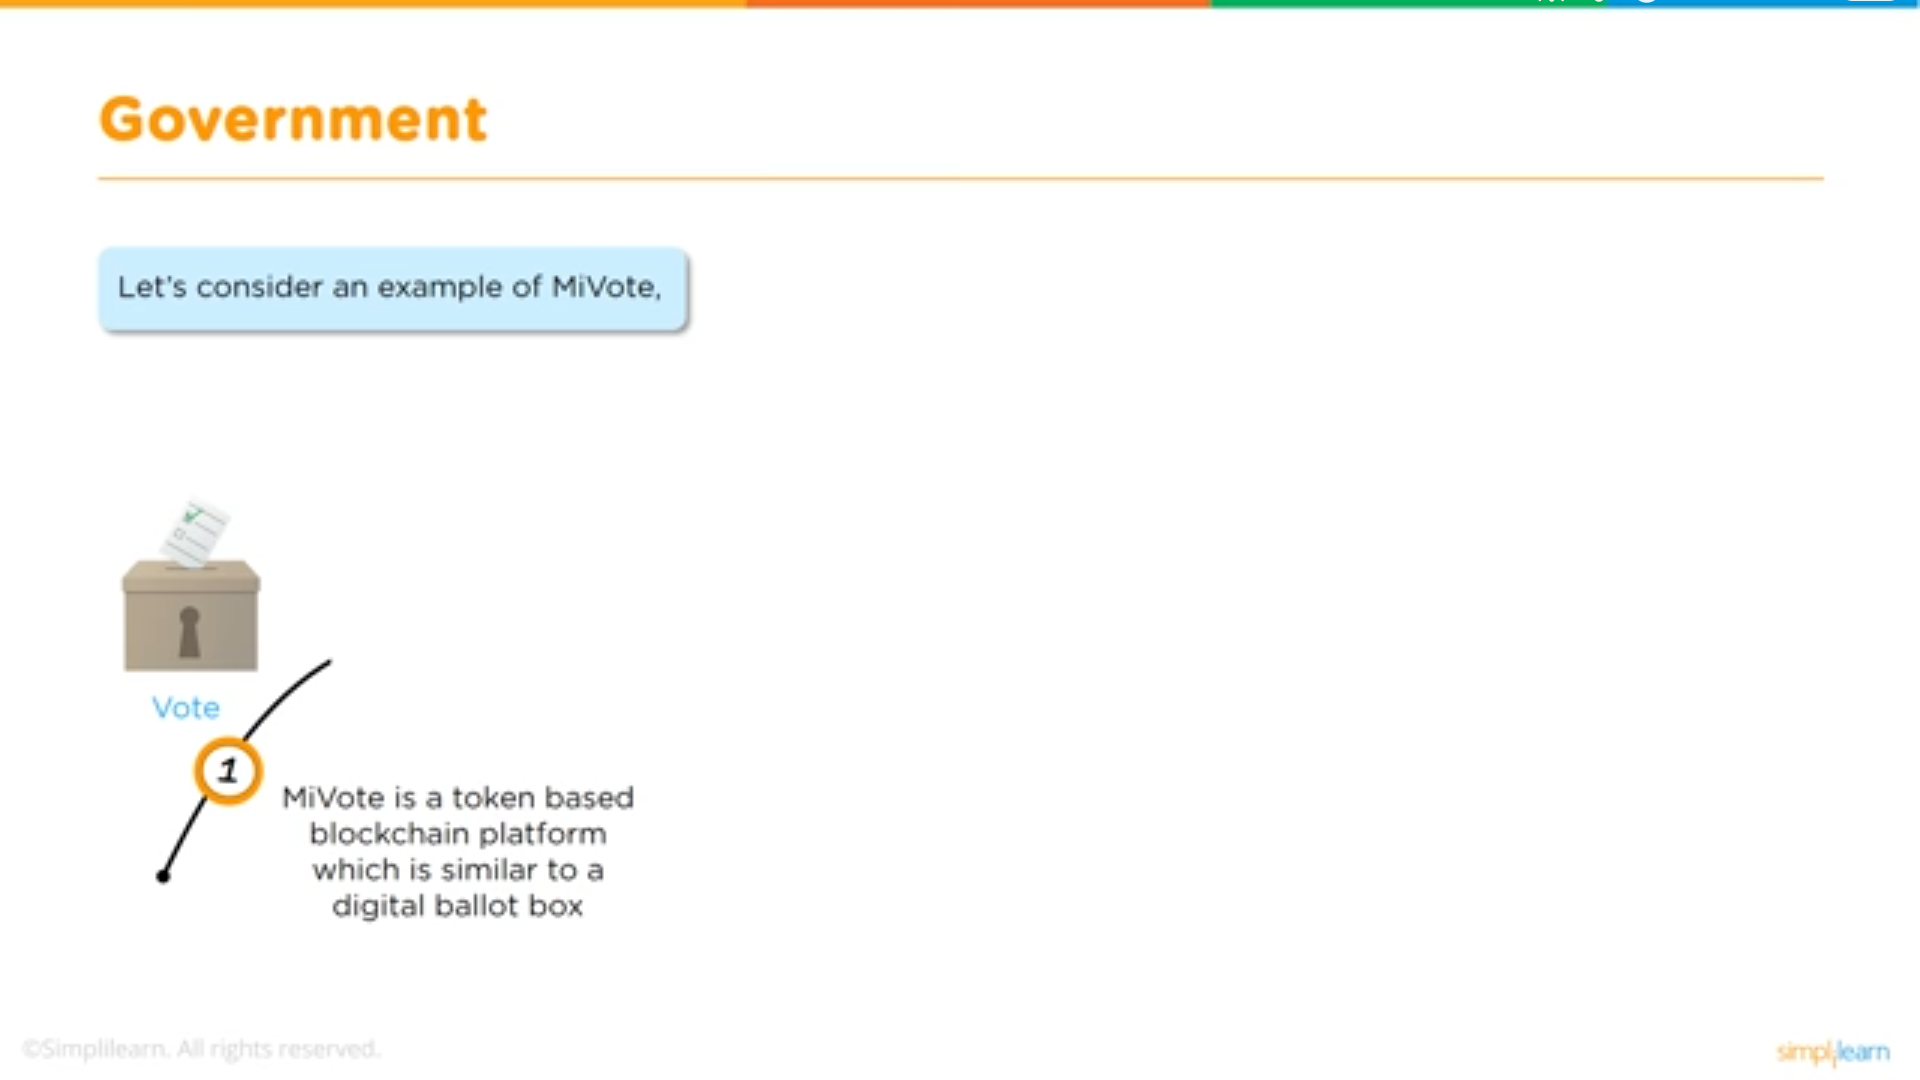 Government
Let's consider an example of MiVote,
Vote
1
MiVote is a token based
blockchain platform
which is similar to a
digital ballot box
©Simplilearn. All rights reserved.
simplilearn